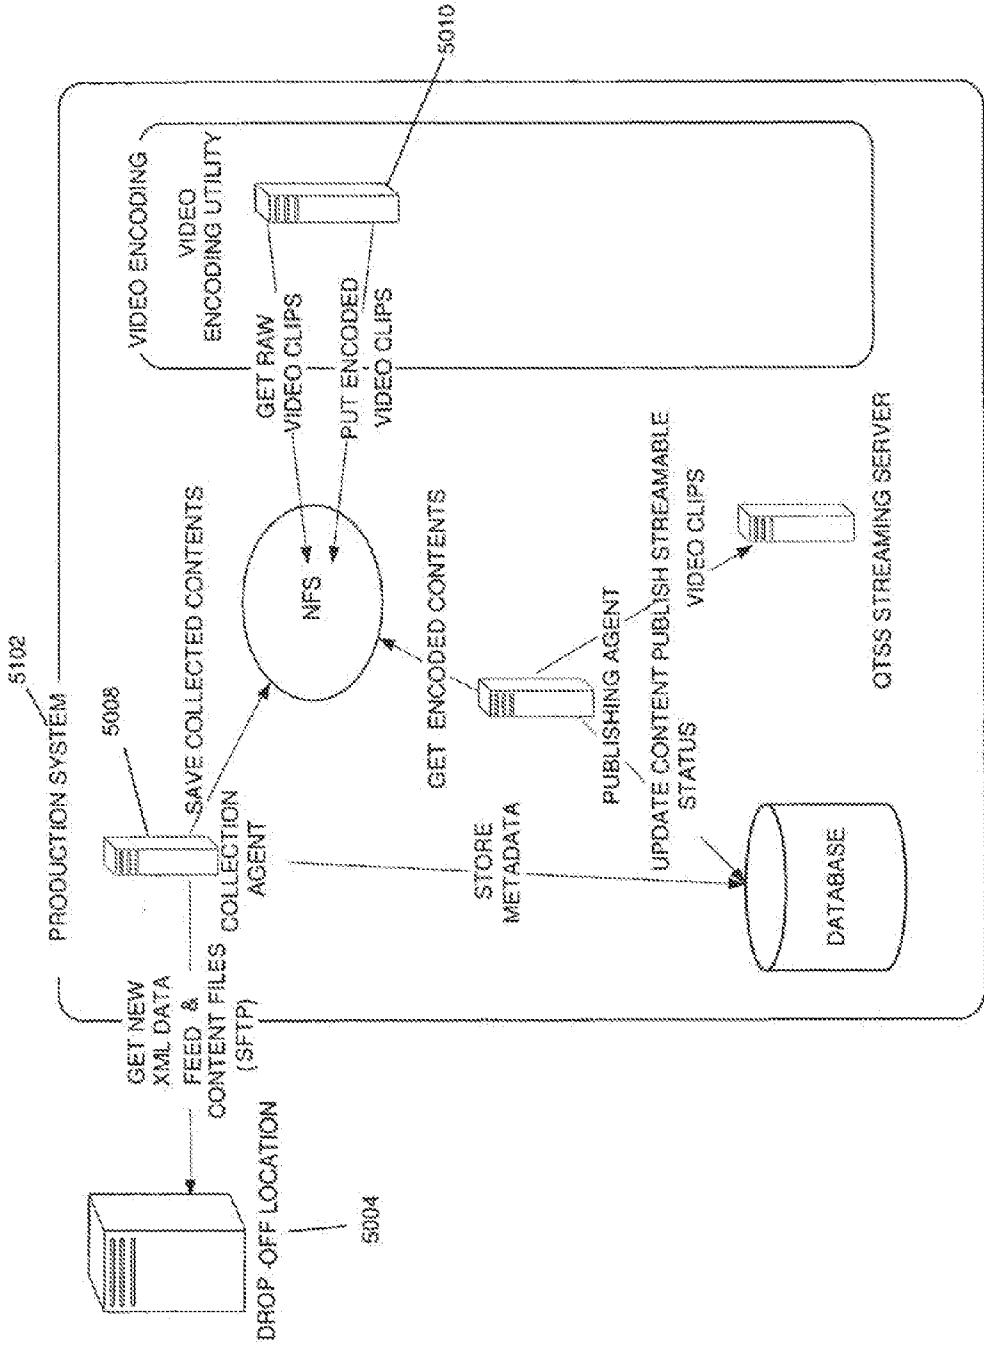 PRODUCTION SYSTEM
5102
VIDEO ENCODING
VIDEO
ENCODING UTILITY
5010
GET NEW
XML DATA
FEED &
CONTENT FILES
(SFTP)
5008
COLLECTION
AGENT
SAVE COLLECTED CONTENTS
GET RAW
VIDEO CLIPS
PUT ENCODED
VIDEO CLIPS
NFS
DROP-OFF LOCATION
5004
STORE
METADATA
GET ENCODED CONTENTS
PUBLISHING AGENT
UPDATE CONTENT PUBLISH STREAMABLE
STATUS
VIDEO CLIPS
DATABASE
QTSS STREAMING SERVER